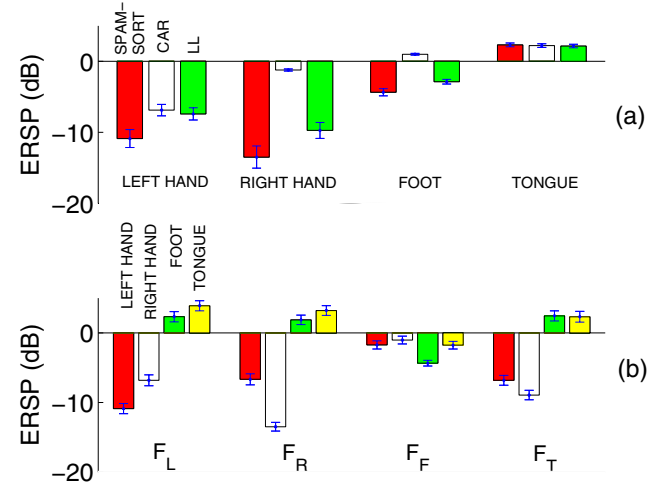 SPAM–
SORT
CAR
LL
0
−10
−20
ERSP (dB)
LEFT HAND
RIGHT HAND
FOOT
TONGUE
(a)
LEFT HAND
RIGHT HAND
FOOT
TONGUE
0
−10
−20
ERSP (dB)
F_L
F_R
F_F
F_T
(b)